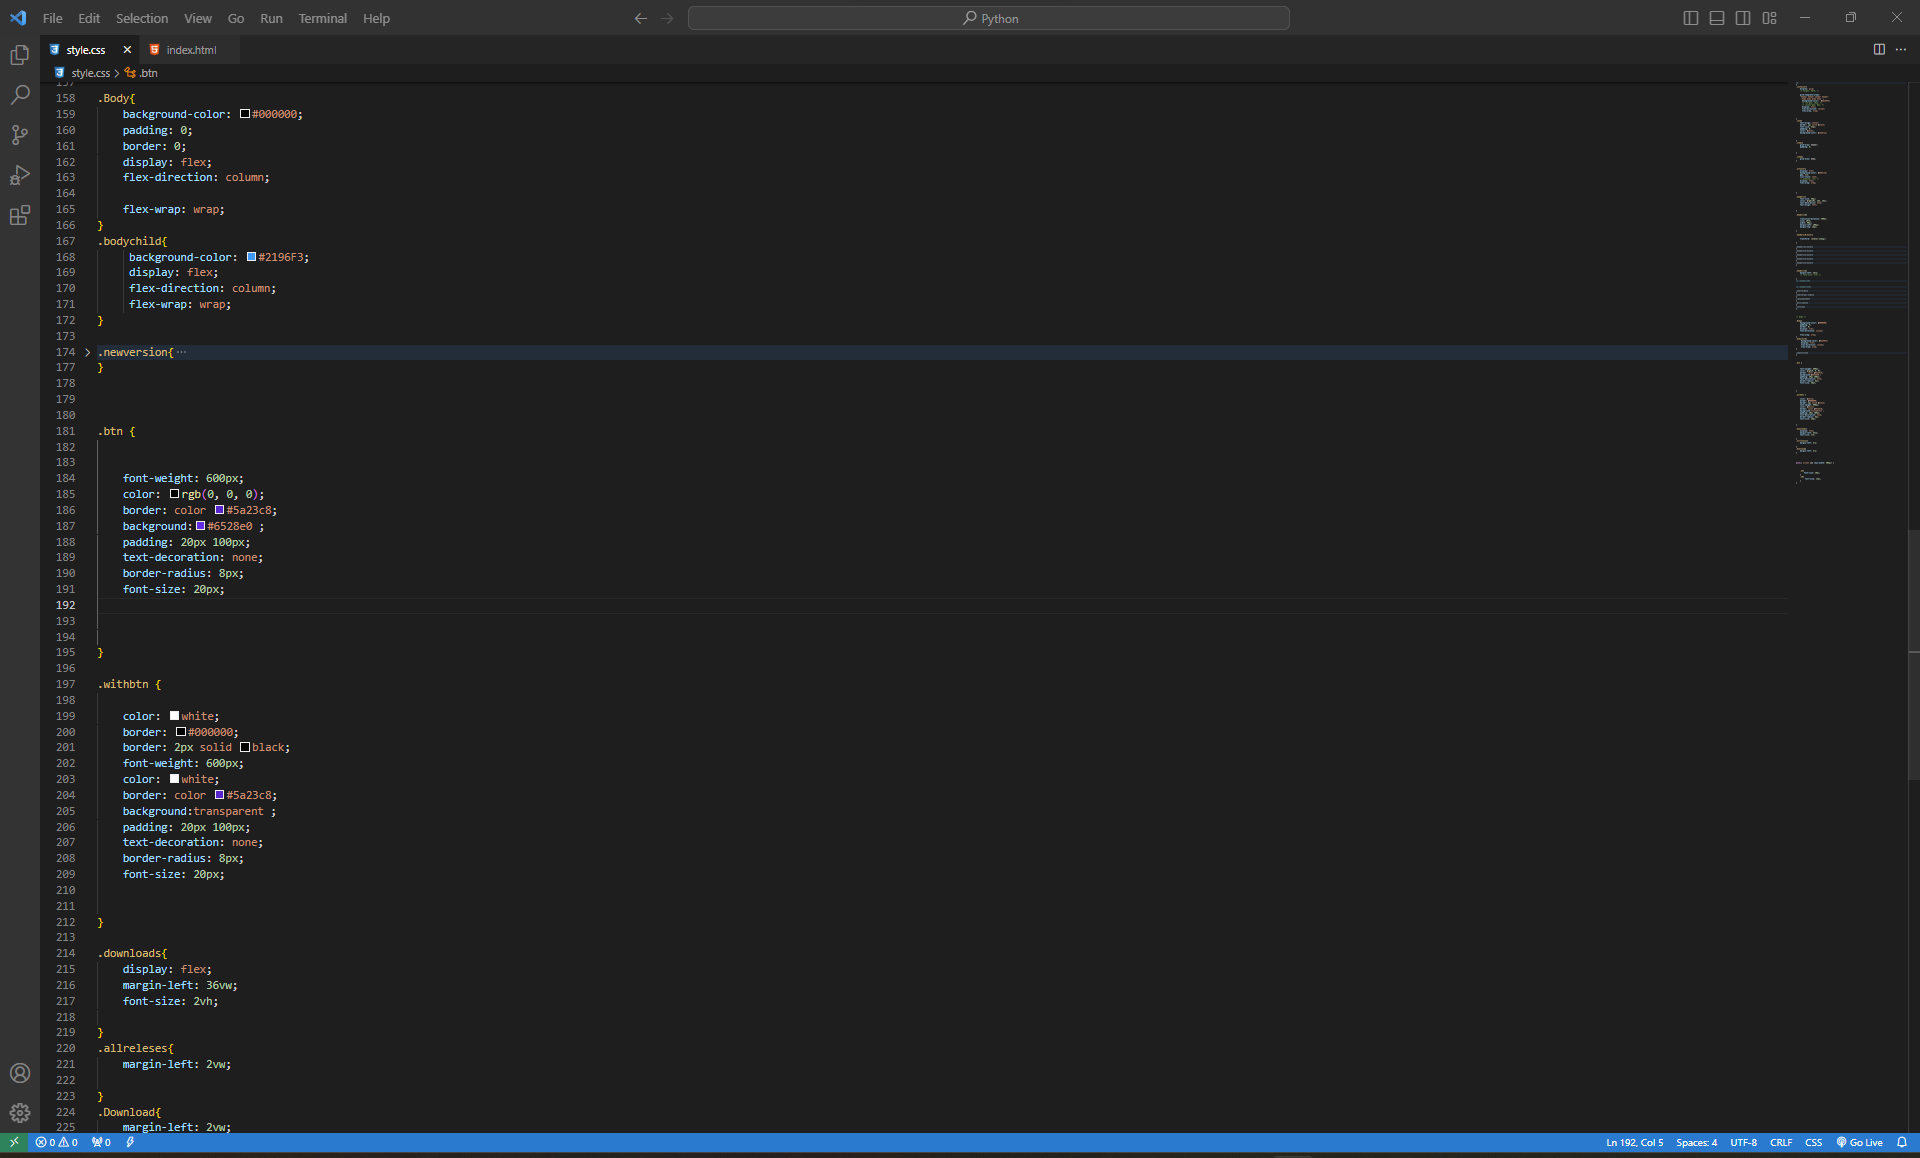 File Edit Selection View Go Run Terminal Help
Python
style.css index.html
style.css > .btn
158 .Body{
159 background-color: #000000;
160 padding: 0;
161 border: 0;
162 display: flex;
163 flex-direction: column;
164
165 flex-wrap: wrap;
166 }
167 .bodychild{
168 background-color: #2196F3;
169 display: flex;
170 flex-direction: column;
171 flex-wrap: wrap;
172 }
173
174 .newversion{ ···
177 }
178
179
180
181 .btn {
182
183
184 font-weight: 600px;
185 color: rgb(0, 0, 0);
186 border: color #5a23c8;
187 background: #6528e0 ;
188 padding: 20px 100px;
189 text-decoration: none;
190 border-radius: 8px;
191 font-size: 20px;
192
193
194
195 }
196
197 .withbtn {
198
199 color: white;
200 border: #000000;
201 border: 2px solid black;
202 font-weight: 600px;
203 color: white;
204 border: color #5a23c8;
205 background:transparent ;
206 padding: 20px 100px;
207 text-decoration: none;
208 border-radius: 8px;
209 font-size: 20px;
210
211
212 }
213
214 .downloads{
215 display: flex;
216 margin-left: 36vw;
217 font-size: 2vh;
218
219 }
220 .allreleses{
221 margin-left: 2vw;
222
223 }
224 .Download{
225 margin-left: 2vw;
0 0 0 Ln 192, Col 5 Spaces: 4 UTF-8 CRLF CSS Go Live